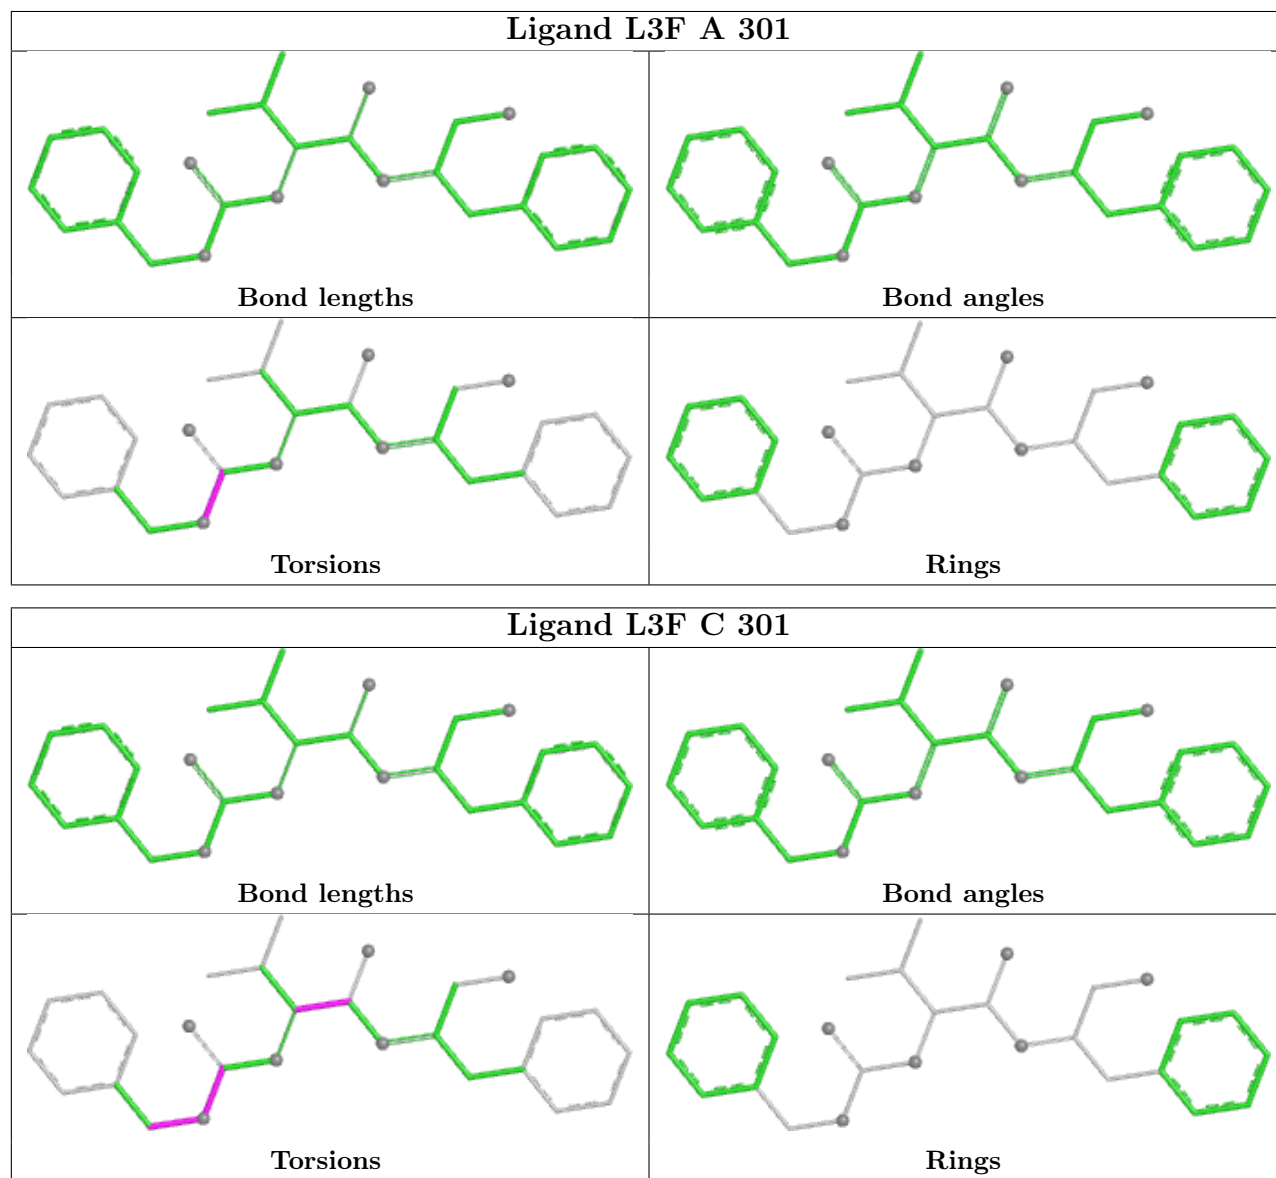 Ligand L3F A 301
Bond lengths
Bond angles
Torsions
Rings
Ligand L3F C 301
Bond lengths
Bond angles
Torsions
Rings